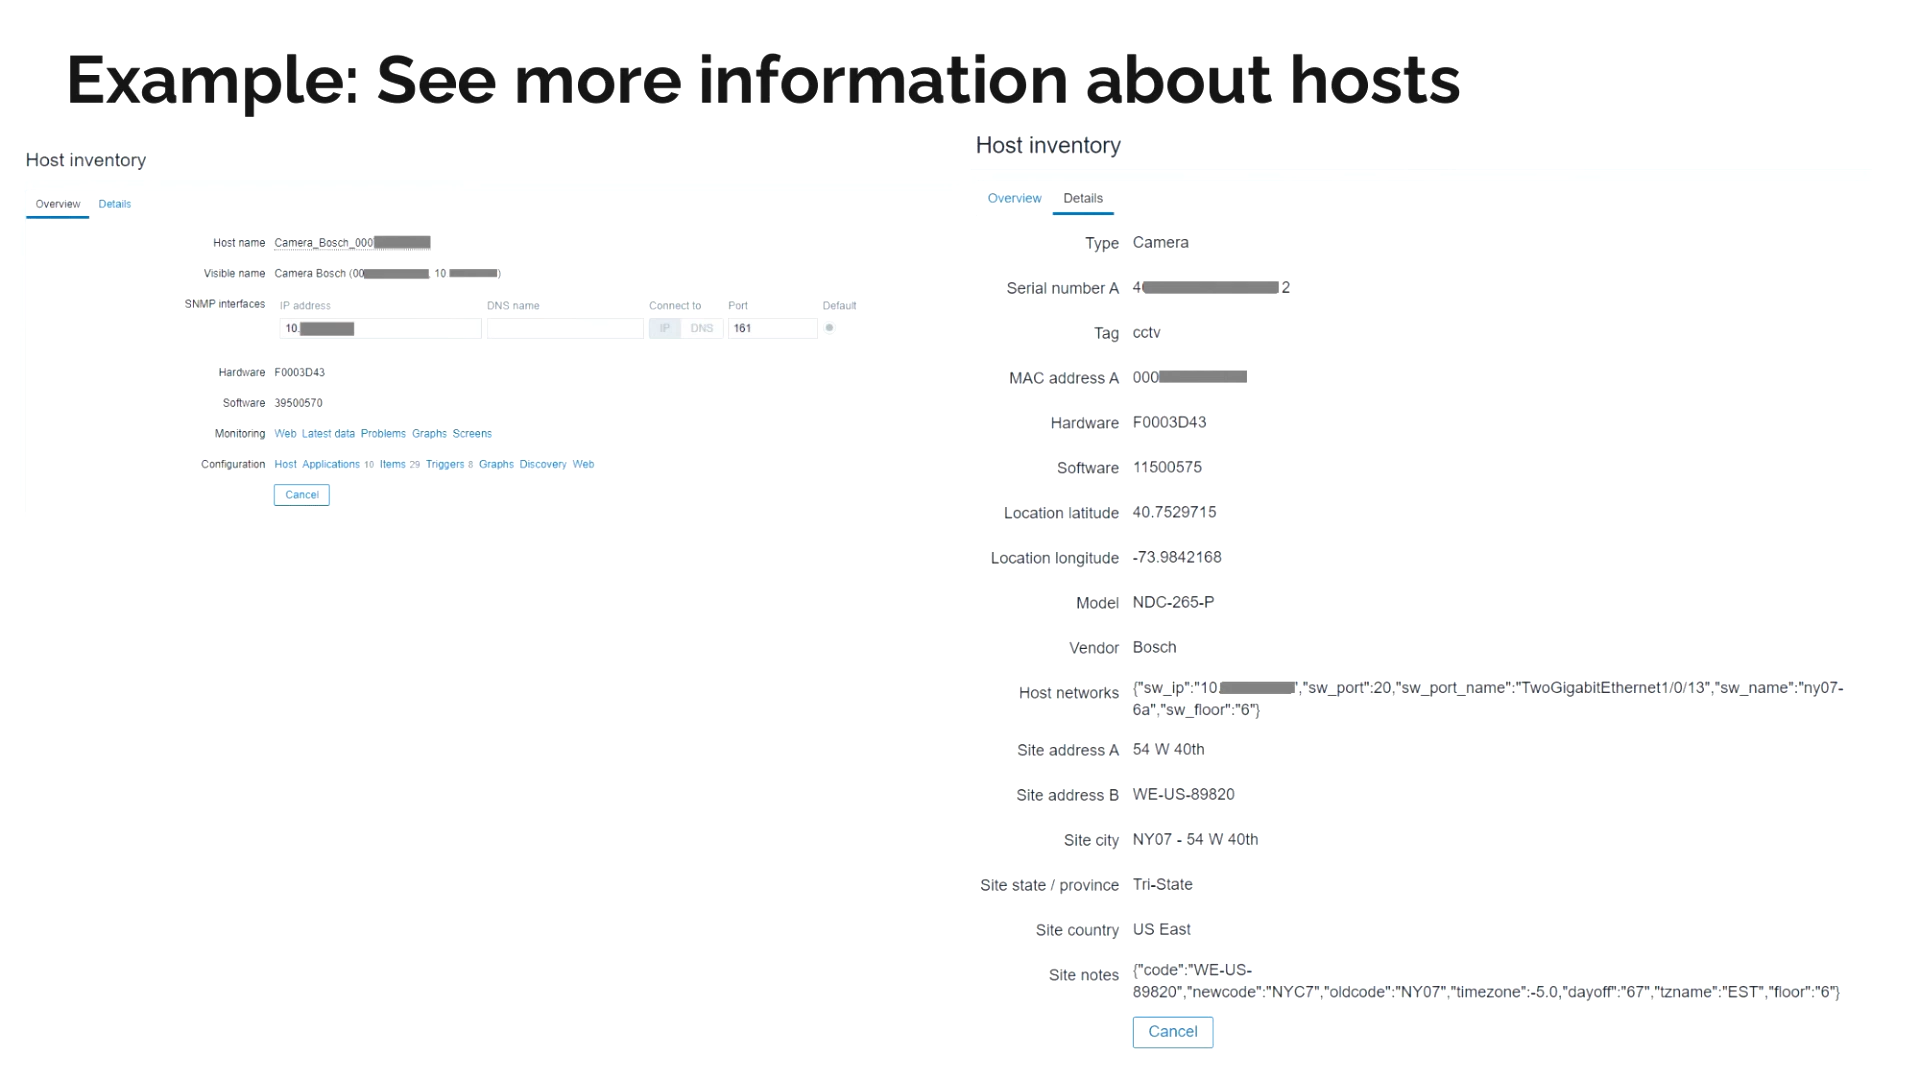 Example: See more information about hosts
Host inventory
Overview Details
Host name Camera_Bosch_000
Visible name Camera Bosch (00 , 10 )
SNMP interfaces IP address DNS name Connect to Port Default
10. IP DNS 161
Hardware F0003D43
Software 39500570
Monitoring Web Latest data Problems Graphs Screens
Configuration Host Applications 10 Items 29 Triggers 8 Graphs Discovery Web
Cancel
Host inventory
Overview Details
Type Camera
Serial number A 4 2
Tag cctv
MAC address A 000
Hardware F0003D43
Software 11500575
Location latitude 40.7529715
Location longitude -73.9842168
Model NDC-265-P
Vendor Bosch
Host networks {"sw_ip":"10. ","sw_port":20,"sw_port_name":"TwoGigabitEthernet1/0/13","sw_name":"ny07-
6a","sw_floor":"6"}
Site address A 54 W 40th
Site address B WE-US-89820
Site city NY07 - 54 W 40th
Site state / province Tri-State
Site country US East
Site notes {"code":"WE-US-
89820","newcode":"NYC7","oldcode":"NY07","timezone":-5.0,"dayoff":"67","tzname":"EST","floor":"6"}
Cancel